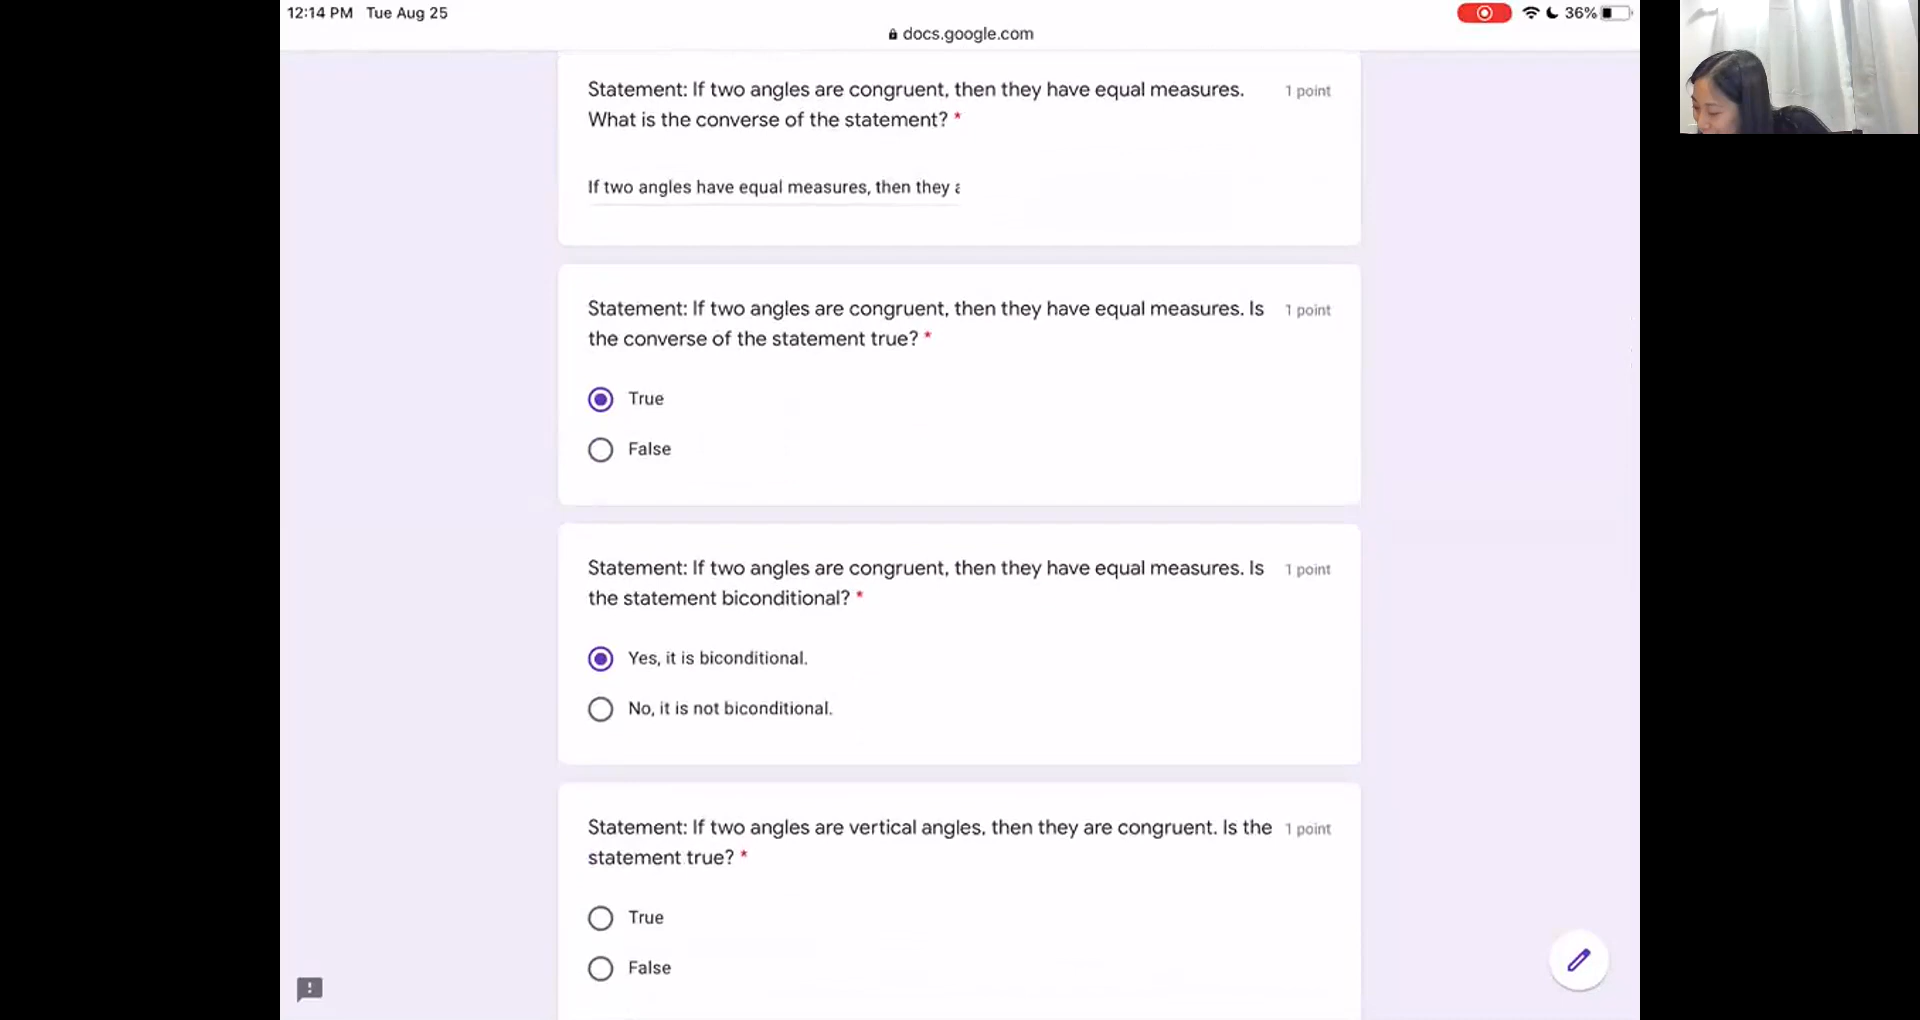 12:14 PM Tue Aug 25
36%
docs.google.com
Statement: If two angles are congruent, then they have equal measures. 1 point
What is the converse of the statement? *
If two angles have equal measures, then they a
Statement: If two angles are congruent, then they have equal measures. Is 1 point
the converse of the statement true? *
True
False
Statement: If two angles are congruent, then they have equal measures. Is 1 point
the statement biconditional? *
Yes, it is biconditional.
No, it is not biconditional.
Statement: If two angles are vertical angles, then they are congruent. Is the 1 point
statement true? *
True
False